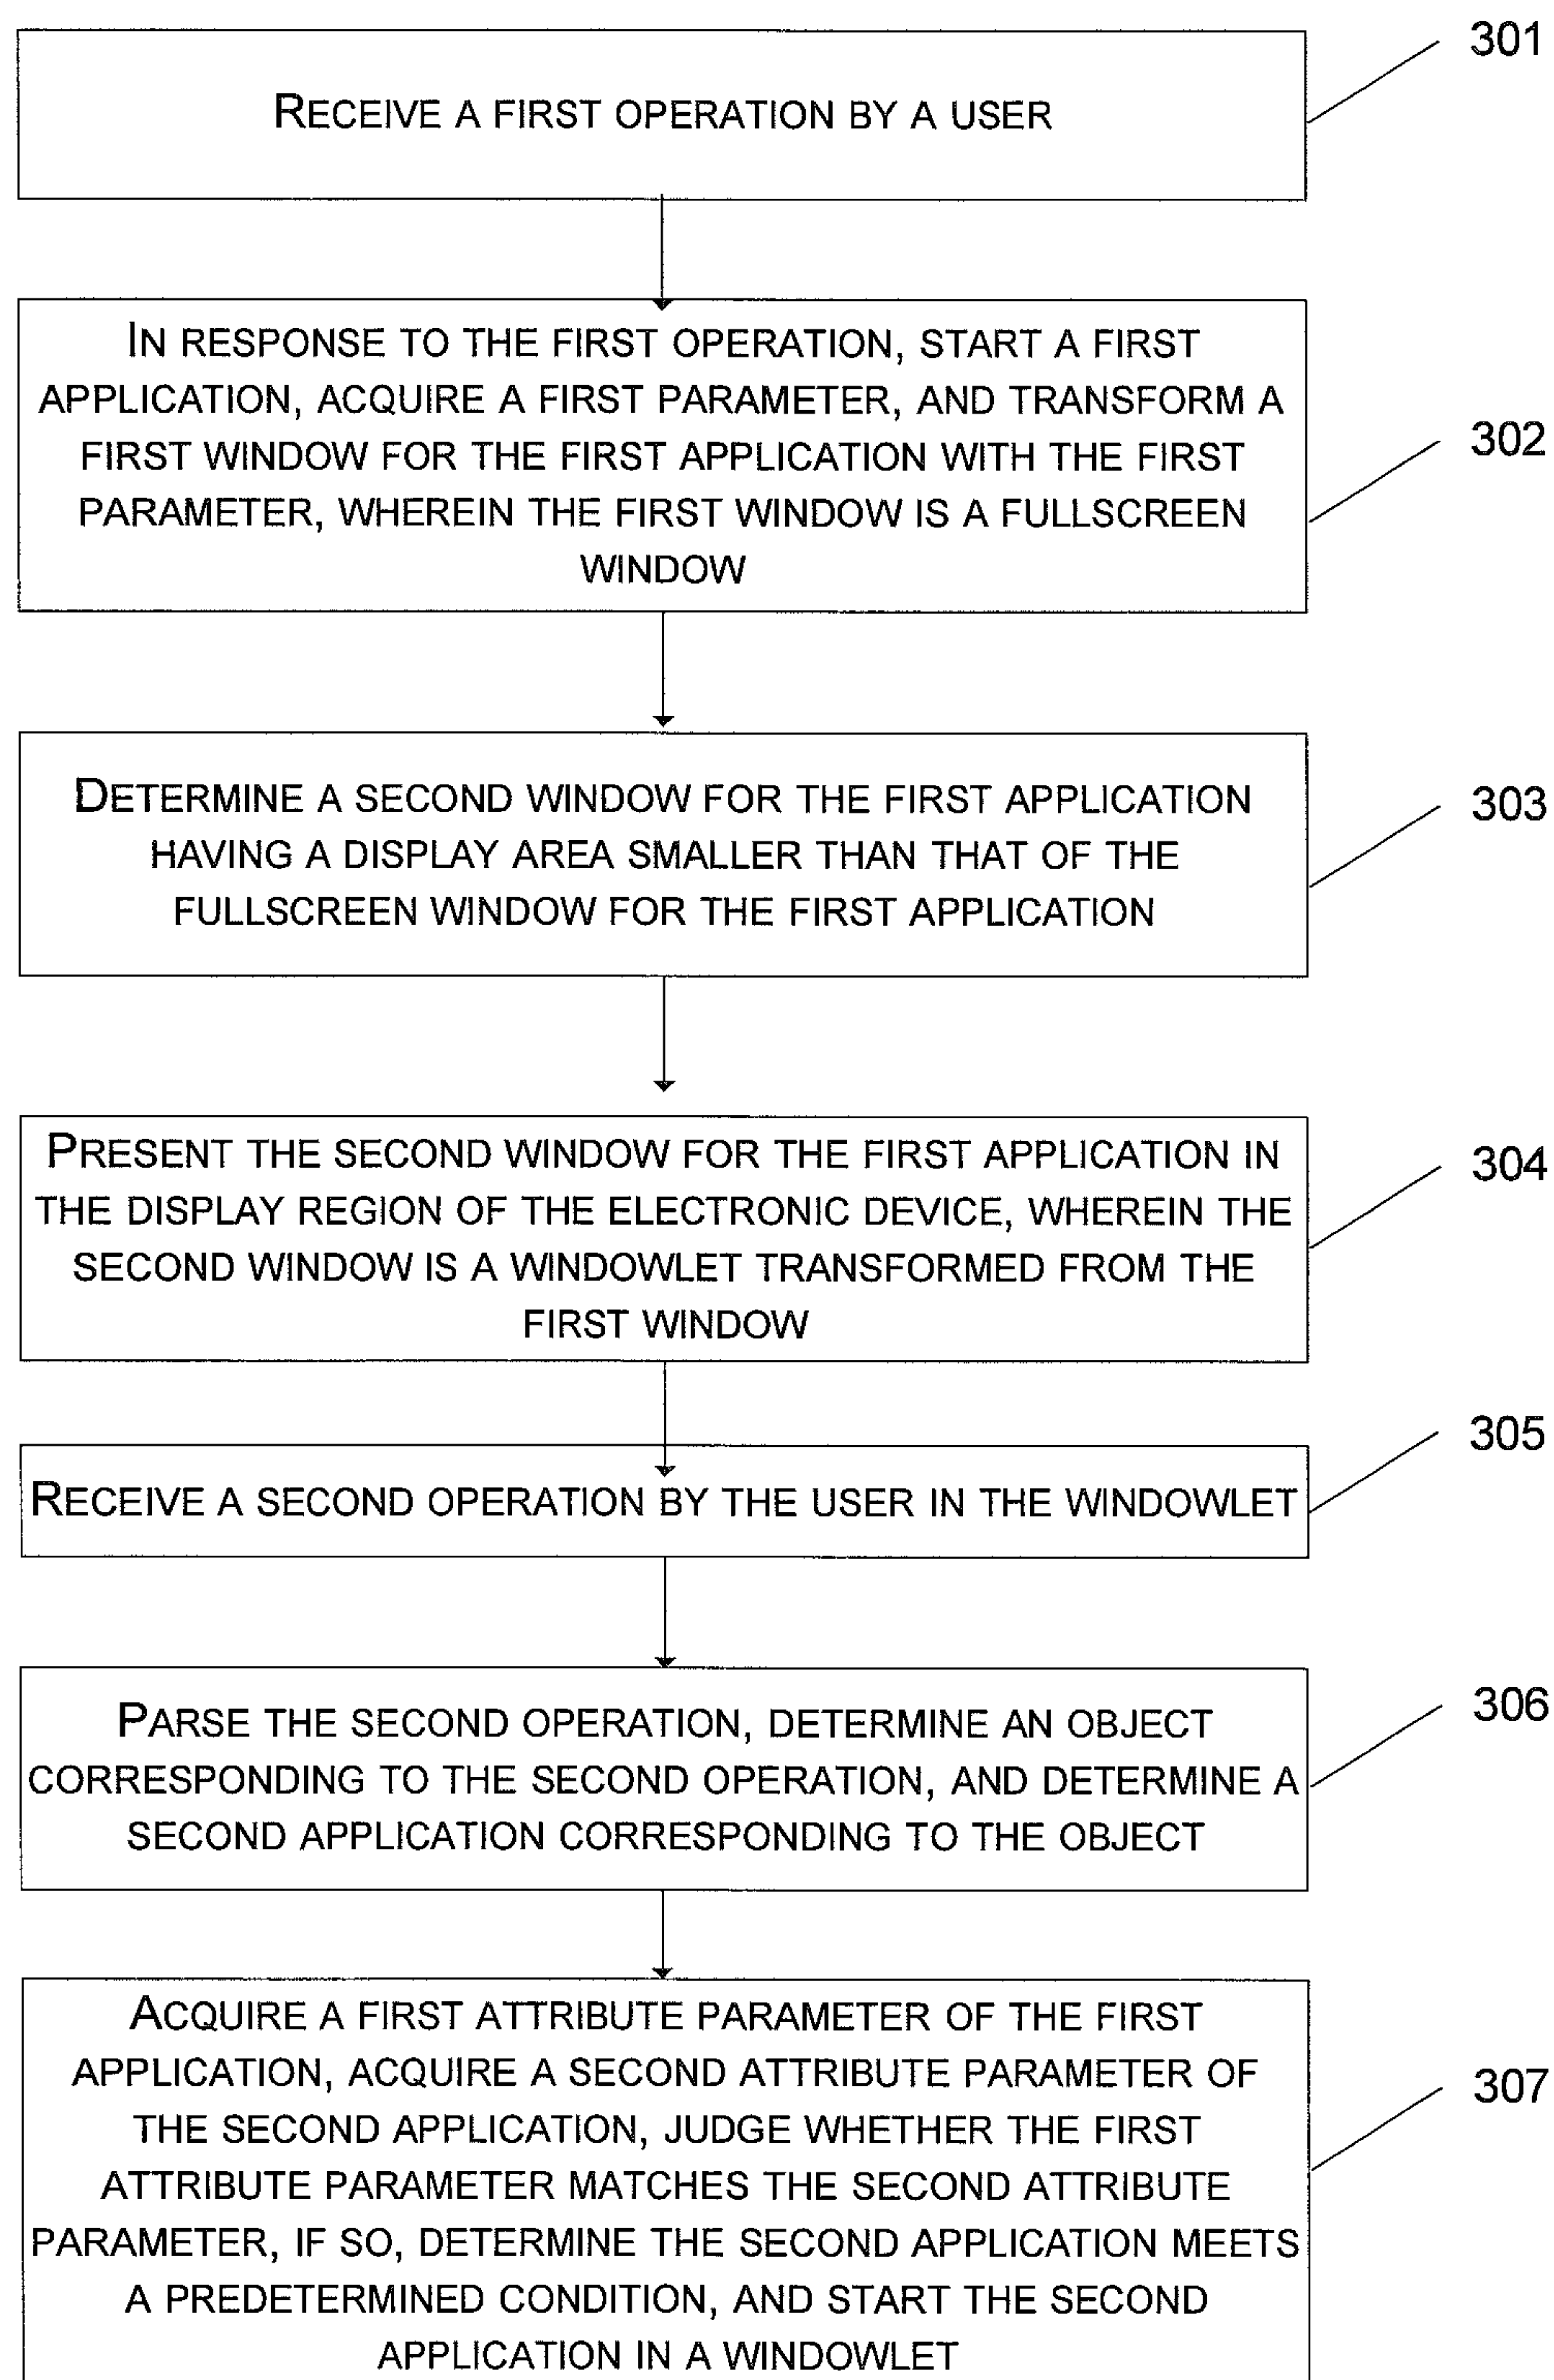 301
RECEIVE A FIRST OPERATION BY A USER
IN RESPONSE TO THE FIRST OPERATION, START A FIRST
APPLICATION, ACQUIRE A FIRST PARAMETER, AND TRANSFORM A
FIRST WINDOW FOR THE FIRST APPLICATION WITH THE FIRST
PARAMETER, WHEREIN THE FIRST WINDOW IS A FULLSCREEN
WINDOW
302
DETERMINE A SECOND WINDOW FOR THE FIRST APPLICATION
HAVING A DISPLAY AREA SMALLER THAN THAT OF THE
FULLSCREEN WINDOW FOR THE FIRST APPLICATION
303
PRESENT THE SECOND WINDOW FOR THE FIRST APPLICATION IN
THE DISPLAY REGION OF THE ELECTRONIC DEVICE, WHEREIN THE
SECOND WINDOW IS A WINDOWLET TRANSFORMED FROM THE
FIRST WINDOW
304
305
RECEIVE A SECOND OPERATION BY THE USER IN THE WINDOWLET
PARSE THE SECOND OPERATION, DETERMINE AN OBJECT
CORRESPONDING TO THE SECOND OPERATION, AND DETERMINE A
SECOND APPLICATION CORRESPONDING TO THE OBJECT
306
ACQUIRE A FIRST ATTRIBUTE PARAMETER OF THE FIRST
APPLICATION, ACQUIRE A SECOND ATTRIBUTE PARAMETER OF
THE SECOND APPLICATION, JUDGE WHETHER THE FIRST
ATTRIBUTE PARAMETER MATCHES THE SECOND ATTRIBUTE
PARAMETER, IF SO, DETERMINE THE SECOND APPLICATION MEETS
A PREDETERMINED CONDITION, AND START THE SECOND
APPLICATION IN A WINDOWLET
307